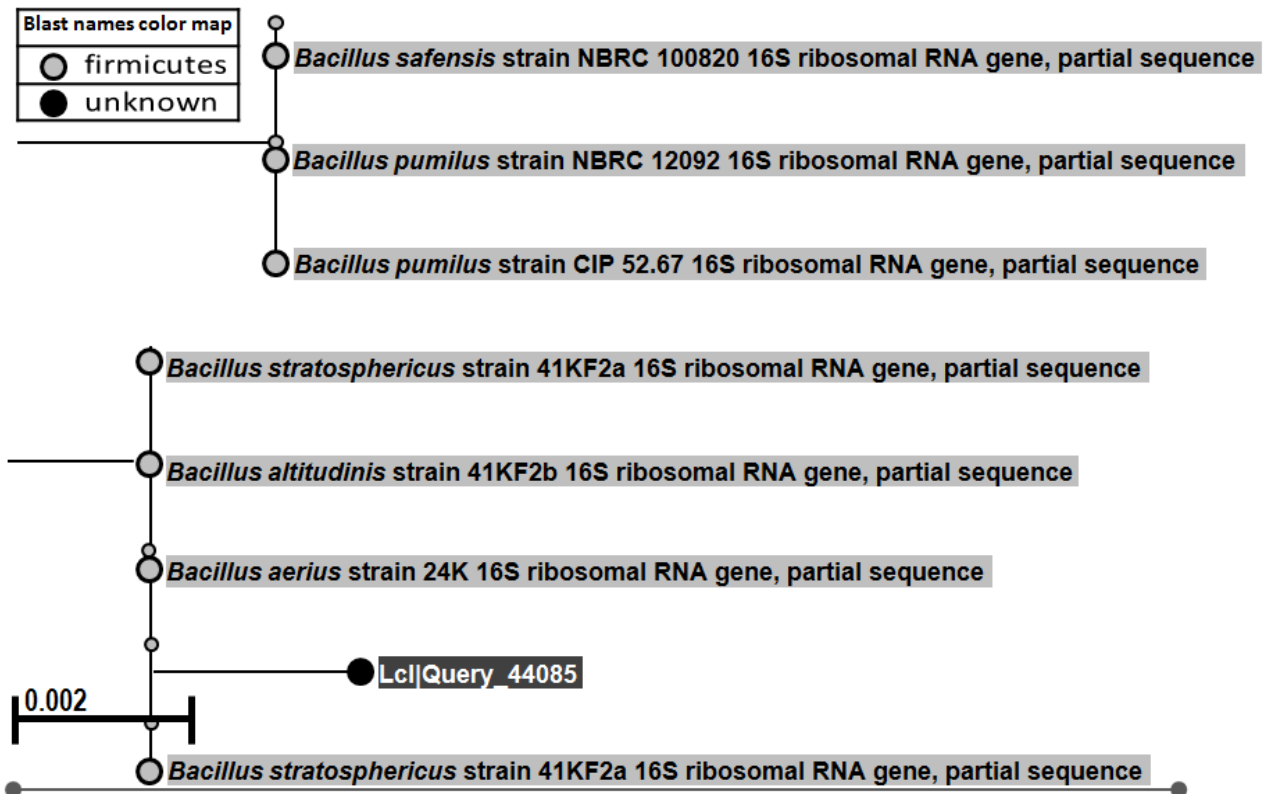 Blast names color map
firmicutes
unknown
Bacillus safensis strain NBRC 100820 16S ribosomal RNA gene, partial sequence
Bacillus pumilus strain NBRC 12092 16S ribosomal RNA gene, partial sequence
Bacillus pumilus strain CIP 52.67 16S ribosomal RNA gene, partial sequence
Bacillus stratosphericus strain 41KF2a 16S ribosomal RNA gene, partial sequence
Bacillus altitudinis strain 41KF2b 16S ribosomal RNA gene, partial sequence
Bacillus aerius strain 24K 16S ribosomal RNA gene, partial sequence
Lcl|Query_44085
0.002
Bacillus stratosphericus strain 41KF2a 16S ribosomal RNA gene, partial sequence